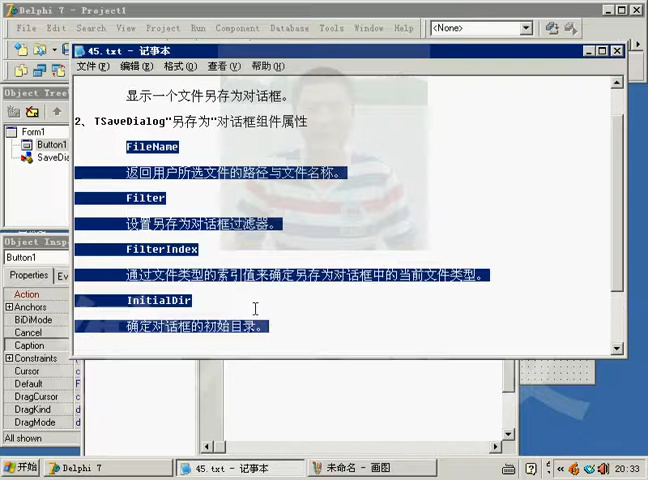 Delphi 7 - Project1
File Edit Search View Project Run Component Database Tools Window Help <None>
45.txt - 记事本
文件(F) 编辑(E) 格式(O) 查看(V) 帮助(H)
显示一个文件另存为对话框。
2、TSaveDialog"另存为"对话框组件属性
FileName
返回用户所选文件的路径与文件名称。
Filter
设置另存为对话框过滤器。
FilterIndex
通过文件类型的索引值来确定另存为对话框中的当前文件类型。
InitialDir
确定对话框的初始目录。
Object Tree
Form1
Button1
SaveDia
Object Insp
Button1
Properties Ev
Action
Anchors
BiDiMode
Cancel
Caption
Constraints
Cursor
Default
DragCursor
DragKind
DragMode
All shown
开始 Delphi 7 45.txt - 记事本 未命名 - 画图 20:33